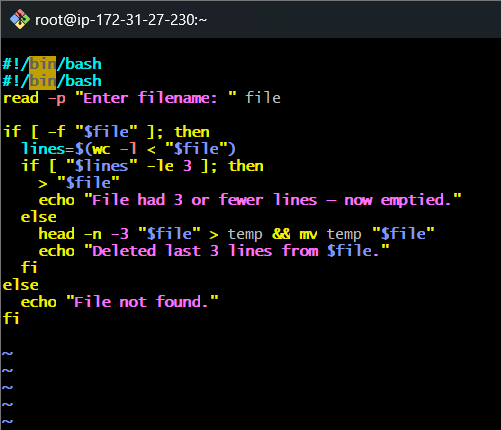 root@ip-172-31-27-230:~
#!/bin/bash
#!/bin/bash
read -p "Enter filename: " file

if [ -f "$file" ]; then
  lines=$(wc -l < "$file")
  if [ "$lines" -le 3 ]; then
    > "$file"
    echo "File had 3 or fewer lines — now emptied."
  else
    head -n -3 "$file" > temp && mv temp "$file"
    echo "Deleted last 3 lines from $file."
  fi
else
  echo "File not found."
fi

~
~
~
~
~